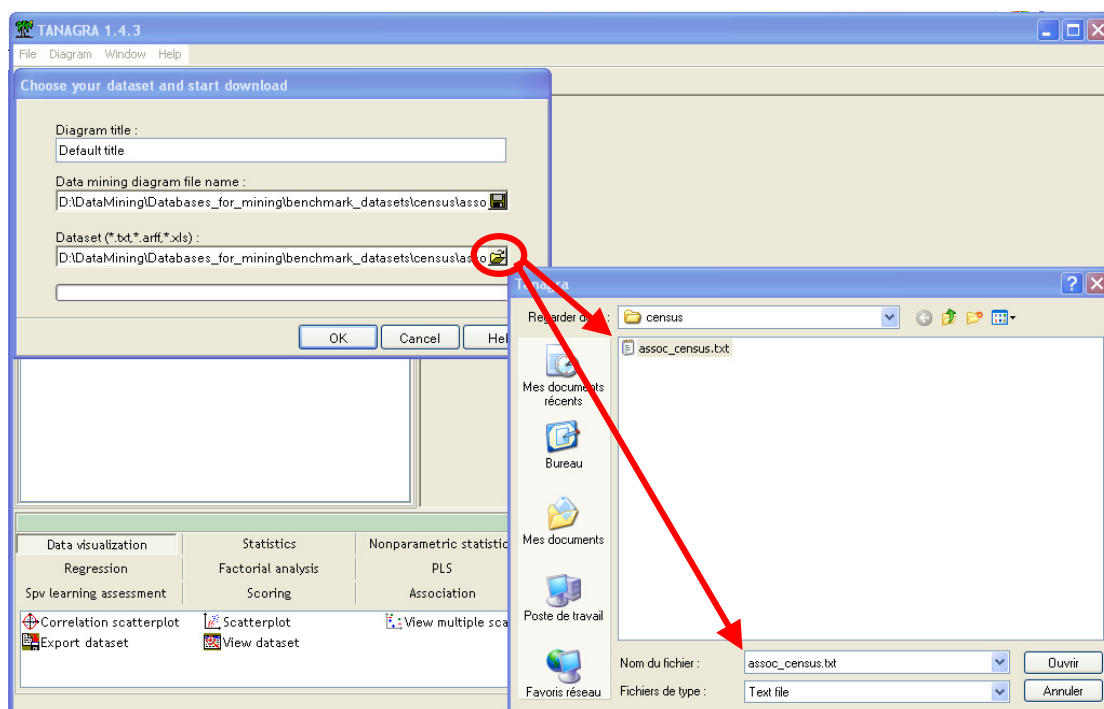 TANAGRA 1.4.3
File Diagram Window Help
Choose your dataset and start download
Diagram title :
Default title
Data mining diagram file name :
D:\DataMining\Databases_for_mining\benchmark_datasets\census\asso
Dataset (*.txt,*.arff,*.xls) :
D:\DataMining\Databases_for_mining\benchmark_datasets\census\asso
OK Cancel Hel
Tanagra
Regarder : census
assoc_census.txt
Mes documents
récents
Bureau
Mes documents
Poste de travail
Favoris réseau
Nom du fichier : assoc_census.txt Ouvrir
Fichiers de type : Text file Annuler
Data visualization Statistics Nonparametric statistic
Regression Factorial analysis PLS
Spv learning assessment Scoring Association
Correlation scatterplot Scatterplot View multiple sca
Export dataset View dataset